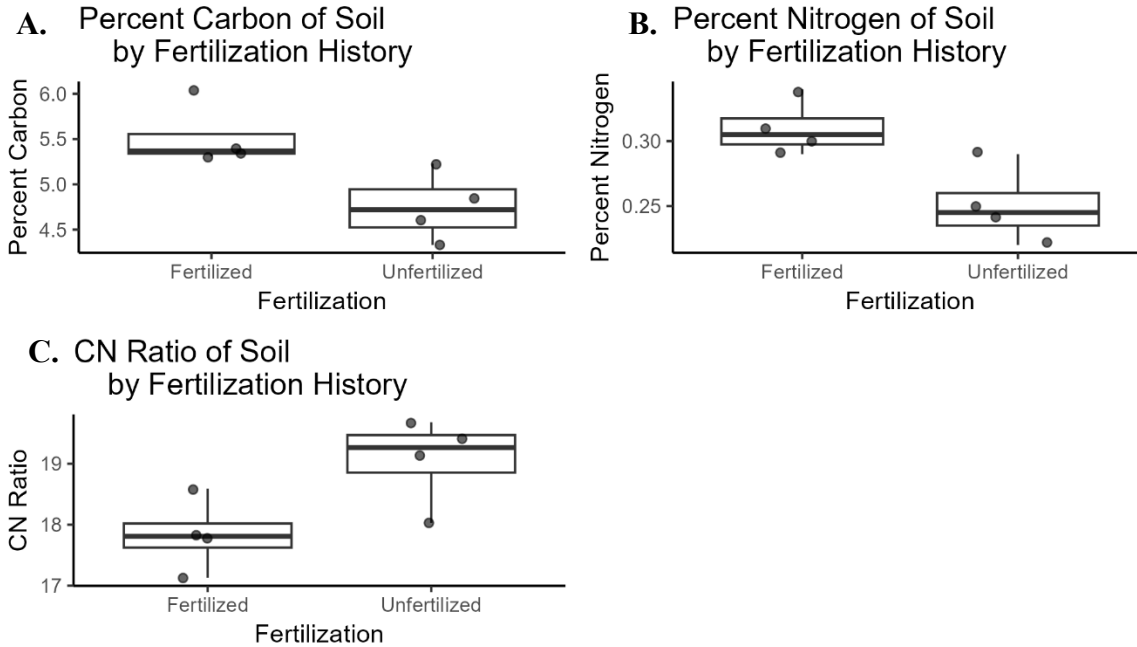 A. Percent Carbon of Soil
by Fertilization History
Percent Carbon
6.0
5.5
5.0
4.5
Fertilized
Unfertilized
Fertilization
B. Percent Nitrogen of Soil
by Fertilization History
Percent Nitrogen
0.30
0.25
Fertilized
Unfertilized
Fertilization
C. CN Ratio of Soil
by Fertilization History
CN Ratio
19
18
17
Fertilized
Unfertilized
Fertilization